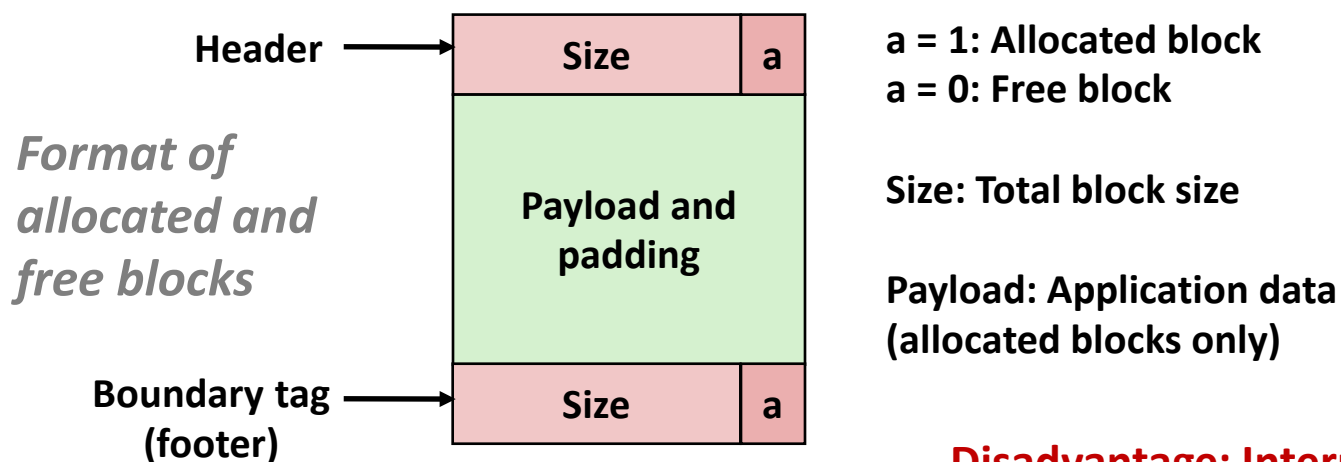 Header
Size a
a = 1: Allocated block
a = 0: Free block
Format of
allocated and
free blocks
Payload and
padding
Size: Total block size
Payload: Application data
(allocated blocks only)
Boundary tag
(footer)
Size a
Disadvantage: